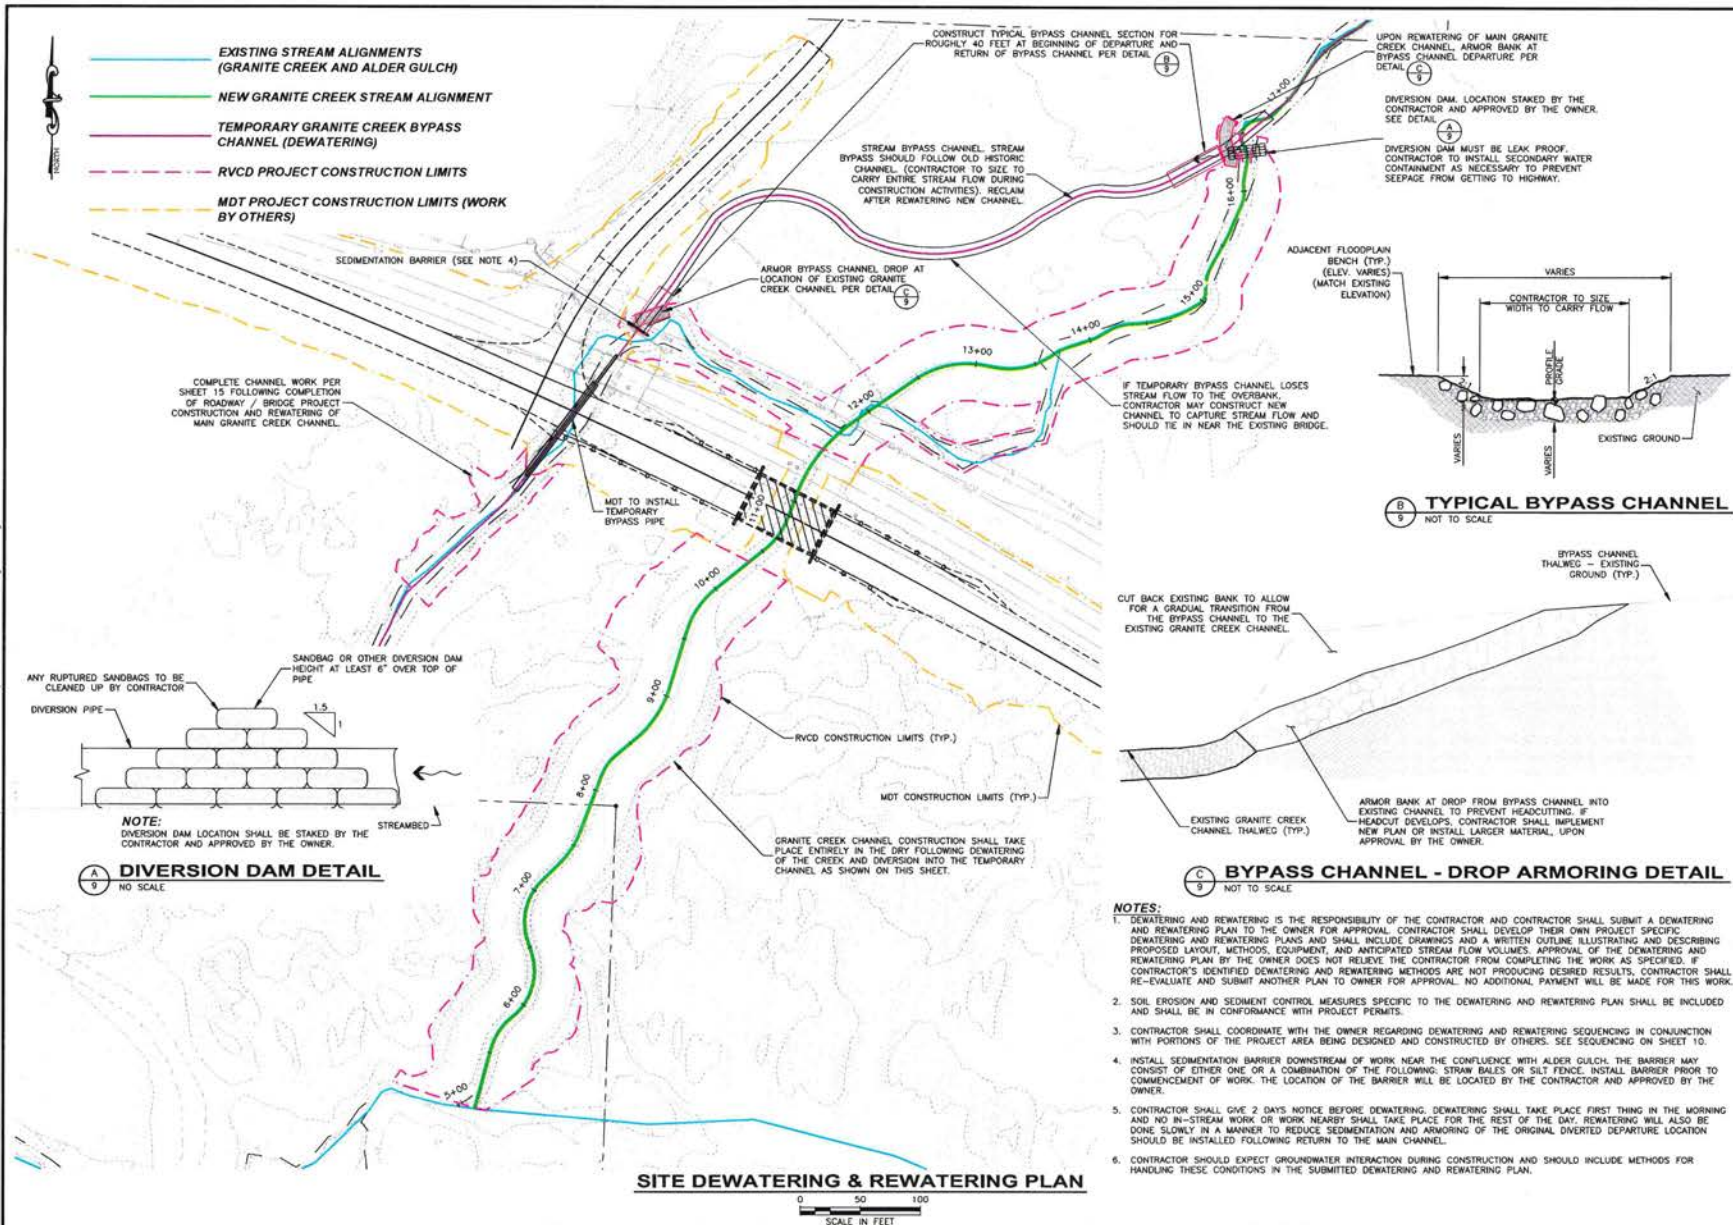 EXISTING STREAM ALIGNMENTS
(GRANITE CREEK AND ALDER GULCH)
NEW GRANITE CREEK STREAM ALIGNMENT
TEMPORARY GRANITE CREEK BYPASS
CHANNEL (DEWATERING)
RVCD PROJECT CONSTRUCTION LIMITS
MDT PROJECT CONSTRUCTION LIMITS (WORK
BY OTHERS)
NORTH
CONSTRUCT TYPICAL BYPASS CHANNEL SECTION FOR
ROUGHLY 40 FEET AT BEGINNING OF DEPARTURE AND
RETURN OF BYPASS CHANNEL PER DETAIL
B
9
UPON REWATERING OF MAIN GRANITE
CREEK CHANNEL, ARMOR BANK AT
BYPASS CHANNEL DEPARTURE PER
DETAIL
C
9
DIVERSION DAM. LOCATION STAKED BY THE
CONTRACTOR AND APPROVED BY THE OWNER.
SEE DETAIL
A
9
DIVERSION DAM MUST BE LEAK PROOF.
CONTRACTOR TO INSTALL SECONDARY WATER
CONTAINMENT AS NECESSARY TO PREVENT
SEEPAGE FROM GETTING TO HIGHWAY.
STREAM BYPASS CHANNEL. STREAM
BYPASS SHOULD FOLLOW OLD HISTORIC
CHANNEL. (CONTRACTOR TO SIZE TO
CARRY ENTIRE STREAM FLOW DURING
CONSTRUCTION ACTIVITIES). RECLAIM
AFTER REWATERING NEW CHANNEL.
SEDIMENTATION BARRIER (SEE NOTE 4)
ARMOR BYPASS CHANNEL DROP AT
LOCATION OF EXISTING GRANITE
CREEK CHANNEL PER DETAIL
C
9
COMPLETE CHANNEL WORK PER
SHEET 15 FOLLOWING COMPLETION
OF ROADWAY / BRIDGE PROJECT
CONSTRUCTION AND REWATERING OF
MAIN GRANITE CREEK CHANNEL.
MDT TO INSTALL
TEMPORARY
BYPASS PIPE
IF TEMPORARY BYPASS CHANNEL LOSES
STREAM FLOW TO THE OVERBANK,
CONTRACTOR MAY CONSTRUCT NEW
CHANNEL TO CAPTURE STREAM FLOW AND
SHOULD TIE IN NEAR THE EXISTING BRIDGE.
17+00
16+00
15+00
14+00
13+00
12+00
11+00
10+00
9+00
8+00
7+00
6+00
5+00
ADJACENT FLOODPLAIN
BENCH (TYP.)
(ELEV. VARIES)
(MATCH EXISTING
ELEVATION)
VARIES
CONTRACTOR TO SIZE
WIDTH TO CARRY FLOW
PROFILE
GRADE
2:1
2:1
VARIES
VARIES
EXISTING GROUND
B
9
TYPICAL BYPASS CHANNEL
NOT TO SCALE
BYPASS CHANNEL
THALWEG - EXISTING
GROUND (TYP.)
CUT BACK EXISTING BANK TO ALLOW
FOR A GRADUAL TRANSITION FROM
THE BYPASS CHANNEL TO THE
EXISTING GRANITE CREEK CHANNEL.
EXISTING GRANITE CREEK
CHANNEL THALWEG (TYP.)
ARMOR BANK AT DROP FROM BYPASS CHANNEL INTO
EXISTING CHANNEL TO PREVENT HEADCUTTING. IF
HEADCUT DEVELOPS, CONTRACTOR SHALL IMPLEMENT
NEW PLAN OR INSTALL LARGER MATERIAL, UPON
APPROVAL BY THE OWNER.
C
9
BYPASS CHANNEL - DROP ARMORING DETAIL
NOT TO SCALE
SANDBAG OR OTHER DIVERSION DAM
HEIGHT AT LEAST 6" OVER TOP OF
PIPE
ANY RUPTURED SANDBAGS TO BE
CLEANED UP BY CONTRACTOR
DIVERSION PIPE
1.5
1
STREAMBED
NOTE:
DIVERSION DAM LOCATION SHALL BE STAKED BY THE
CONTRACTOR AND APPROVED BY THE OWNER.
A
9
DIVERSION DAM DETAIL
NO SCALE
RVCD CONSTRUCTION LIMITS (TYP.)
MDT CONSTRUCTION LIMITS (TYP.)
GRANITE CREEK CHANNEL CONSTRUCTION SHALL TAKE
PLACE ENTIRELY IN THE DRY FOLLOWING DEWATERING
OF THE CREEK AND DIVERSION INTO THE TEMPORARY
CHANNEL AS SHOWN ON THIS SHEET.
NOTES:
1. DEWATERING AND REWATERING IS THE RESPONSIBILITY OF THE CONTRACTOR AND CONTRACTOR SHALL SUBMIT A DEWATERING
AND REWATERING PLAN TO THE OWNER FOR APPROVAL. CONTRACTOR SHALL DEVELOP THEIR OWN PROJECT SPECIFIC
DEWATERING AND REWATERING PLANS AND SHALL INCLUDE DRAWINGS AND A WRITTEN OUTLINE ILLUSTRATING AND DESCRIBING
PROPOSED LAYOUT, METHODS, EQUIPMENT, AND ANTICIPATED STREAM FLOW VOLUMES. APPROVAL OF THE DEWATERING AND
REWATERING PLAN BY THE OWNER DOES NOT RELIEVE THE CONTRACTOR FROM COMPLETING THE WORK AS SPECIFIED. IF
CONTRACTOR'S IDENTIFIED DEWATERING AND REWATERING METHODS ARE NOT PRODUCING DESIRED RESULTS, CONTRACTOR SHALL
RE-EVALUATE AND SUBMIT ANOTHER PLAN TO OWNER FOR APPROVAL. NO ADDITIONAL PAYMENT WILL BE MADE FOR THIS WORK.
2. SOIL EROSION AND SEDIMENT CONTROL MEASURES SPECIFIC TO THE DEWATERING AND REWATERING PLAN SHALL BE INCLUDED
AND SHALL BE IN CONFORMANCE WITH PROJECT PERMITS.
3. CONTRACTOR SHALL COORDINATE WITH THE OWNER REGARDING DEWATERING AND REWATERING SEQUENCING IN CONJUNCTION
WITH PORTIONS OF THE PROJECT AREA BEING DESIGNED AND CONSTRUCTED BY OTHERS. SEE SEQUENCING ON SHEET 10.
4. INSTALL SEDIMENTATION BARRIER DOWNSTREAM OF WORK NEAR THE CONFLUENCE WITH ALDER GULCH. THE BARRIER MAY
CONSIST OF EITHER ONE OR A COMBINATION OF THE FOLLOWING: STRAW BALES OR SILT FENCE. INSTALL BARRIER PRIOR TO
COMMENCEMENT OF WORK. THE LOCATION OF THE BARRIER WILL BE LOCATED BY THE CONTRACTOR AND APPROVED BY THE
OWNER.
5. CONTRACTOR SHALL GIVE 2 DAYS NOTICE BEFORE DEWATERING. DEWATERING SHALL TAKE PLACE FIRST THING IN THE MORNING
AND NO IN-STREAM WORK OR WORK NEARBY SHALL TAKE PLACE FOR THE REST OF THE DAY. REWATERING WILL ALSO BE
DONE SLOWLY IN A MANNER TO REDUCE SEDIMENTATION AND ARMORING OF THE ORIGINAL DIVERTED DEPARTURE LOCATION
SHOULD BE INSTALLED FOLLOWING RETURN TO THE MAIN CHANNEL.
6. CONTRACTOR SHOULD EXPECT GROUNDWATER INTERACTION DURING CONSTRUCTION AND SHOULD INCLUDE METHODS FOR
HANDLING THESE CONDITIONS IN THE SUBMITTED DEWATERING AND REWATERING PLAN.
SITE DEWATERING & REWATERING PLAN
0 50 100
SCALE IN FEET